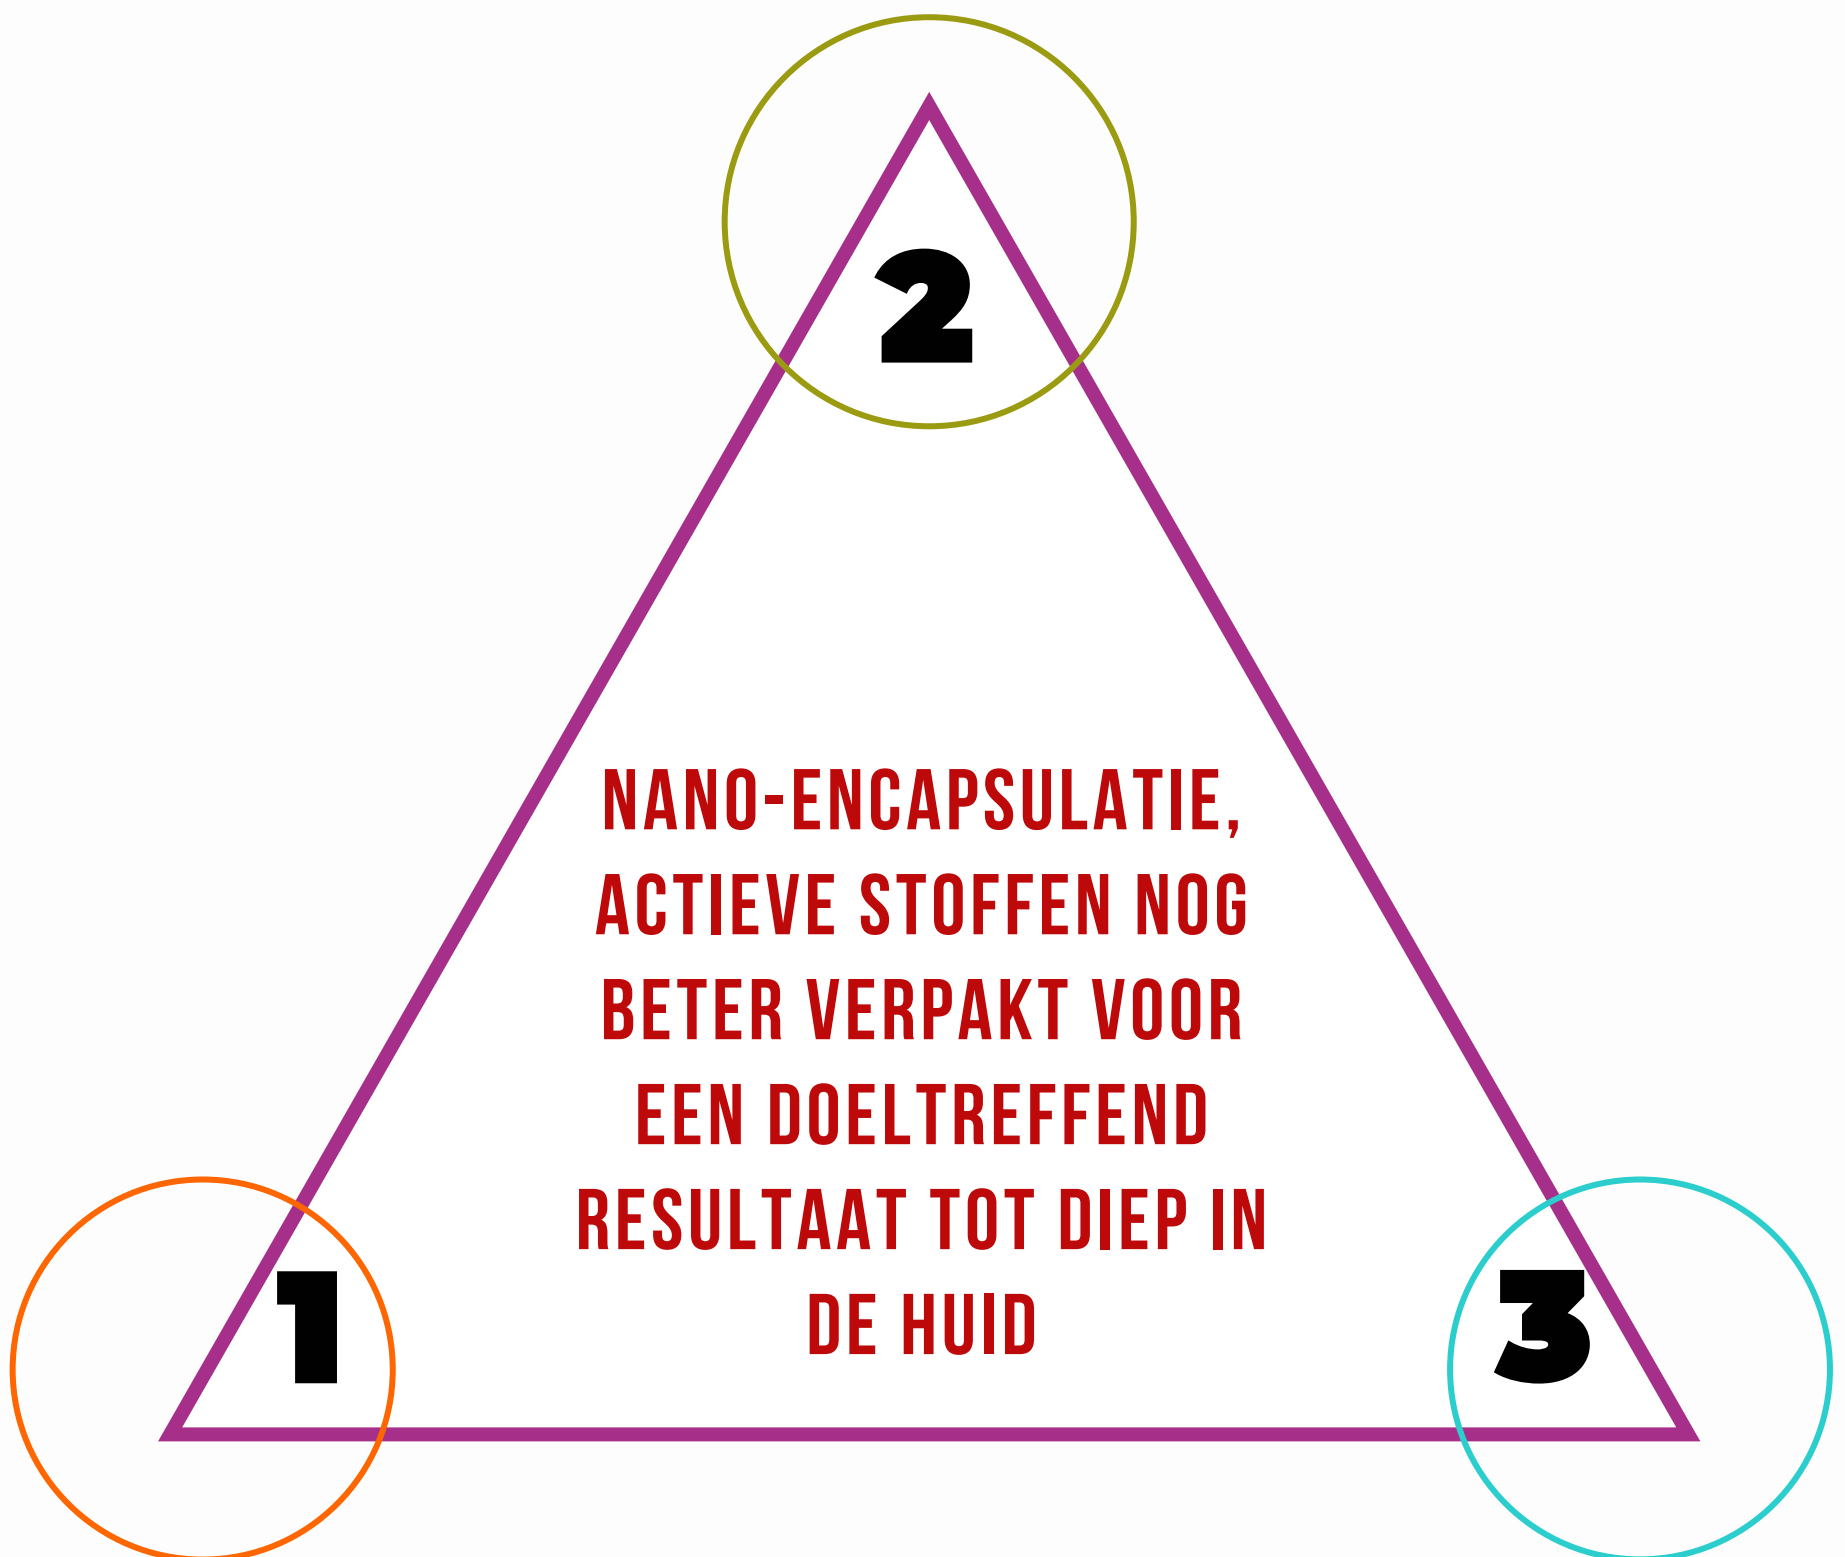 2
NANO-ENCAPSULATIE,
ACTIEVE STOFFEN NOG
BETER VERPAKT VOOR
EEN DOELTREFFEND
RESULTAAT TOT DIEP IN
DE HUID
1
3